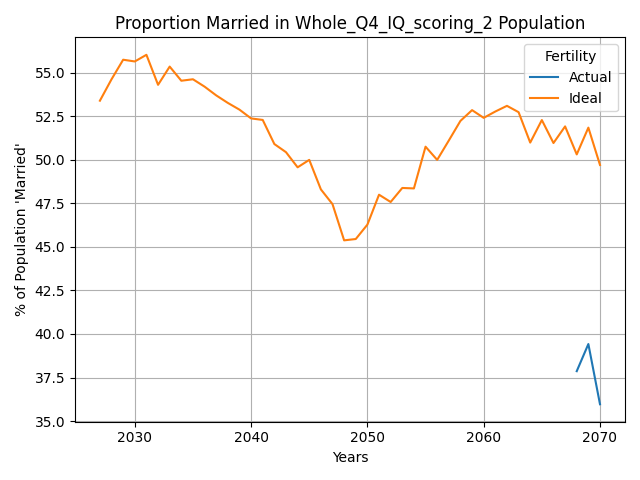 Proportion Married in Whole_Q4_IQ_scoring_2 Population
Fertility
Actual
Ideal
% of Population 'Married'
55.0
52.5
50.0
47.5
45.0
42.5
40.0
37.5
35.0
2030
2040
2050
2060
2070
Years